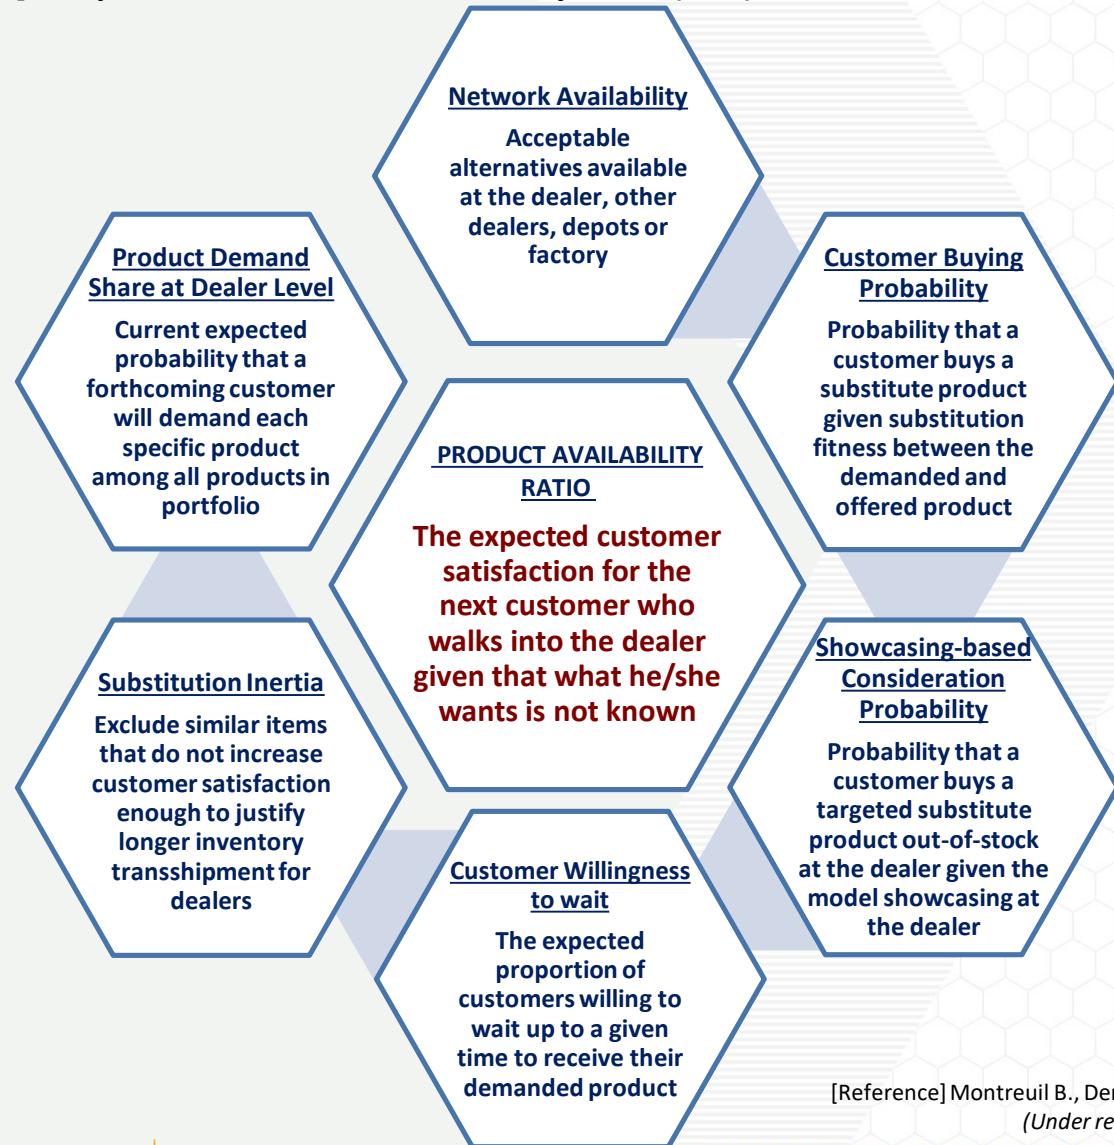 Network Availability
Acceptable
alternatives available
at the dealer, other
dealers, depots or
factory
Customer Buying
Probability
Probability that a
customer buys a
substitute product
given substitution
fitness between the
demanded and
offered product
Showcasing-based
Consideration
Probability
Probability that a
customer buys a
targeted substitute
product out-of-stock
at the dealer given the
model showcasing at
the dealer
Customer Willingness
to wait
The expected
proportion of
customers willing to
wait up to a given
time to receive their
demanded product
Substitution Inertia
Exclude similar items
that do not increase
customer satisfaction
enough to justify
longer inventory
transshipment for
dealers
Product Demand
Share at Dealer Level
Current expected
probability that a
forthcoming customer
will demand each
specific product
among all products in
portfolio
PRODUCT AVAILABILITY
RATIO
The expected customer
satisfaction for the
next customer who
walks into the dealer
given that what he/she
wants is not known
[Reference] Montreuil B.,
(Under